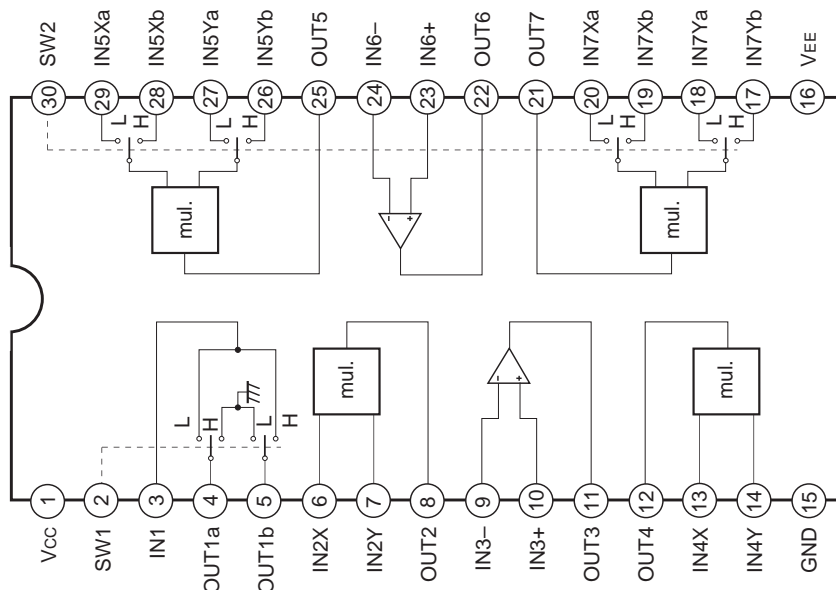 SW2
IN5Xa
IN5Xb
IN5Ya
IN5Yb
OUT5
IN6–
IN6+
OUT6
OUT7
IN7Xa
IN7Xb
IN7Ya
IN7Yb
VEE
30
29
28
27
26
25
24
23
22
21
20
19
18
17
16
L
H
L
H
L
H
L
H
mul.
–
+
mul.
mul.
–
+
mul.
L
H
L
H
1
2
3
4
5
6
7
8
9
10
11
12
13
14
15
Vcc
SW1
IN1
OUT1a
OUT1b
IN2X
IN2Y
OUT2
IN3–
IN3+
OUT3
OUT4
IN4X
IN4Y
GND